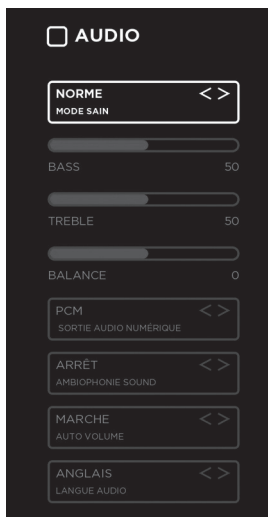 AUDIO
NORME < >
MODE SAIN
BASS 50
TREBLE 50
BALANCE 0
PCM < >
SORTIE AUDIO NUMÉRIQUE
ARRÊT < >
AMBIOPHONIE SOUND
MARCHE < >
AUTO VOLUME
ANGLAIS < >
LANGUE AUDIO